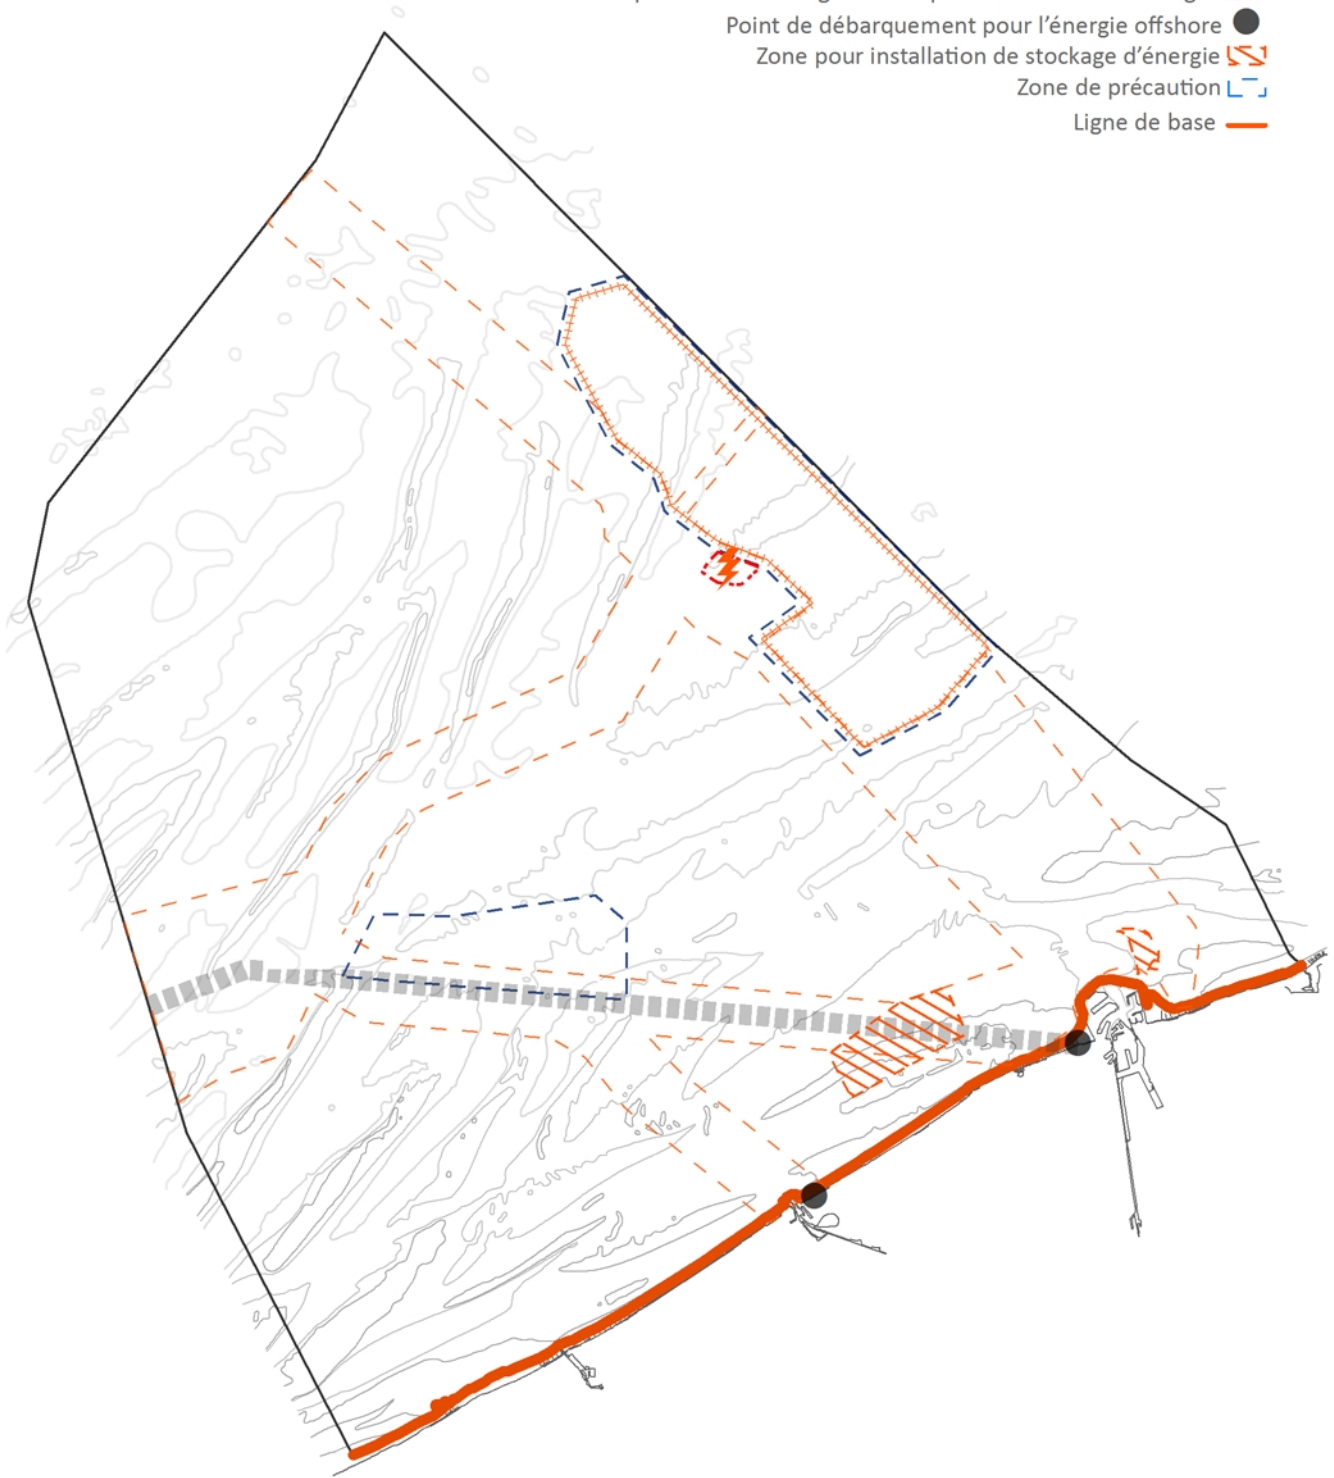 Point de débarquement pour l’énergie offshore
Zone pour installation de stockage d’énergie
Zone de précaution
Ligne de base